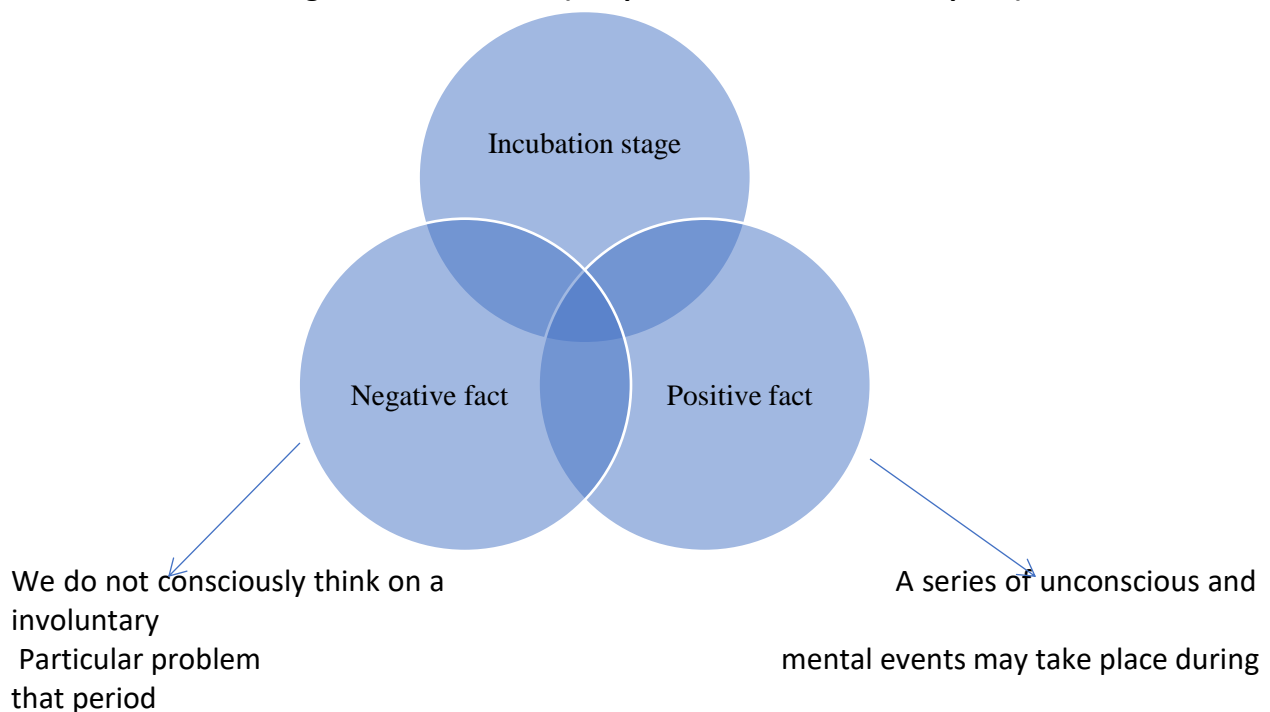 Incubation stage
Negative fact
Positive fact
We do not consciously think on a
A series of unconscious and
involuntary
Particular problem
mental events may take place during
that period